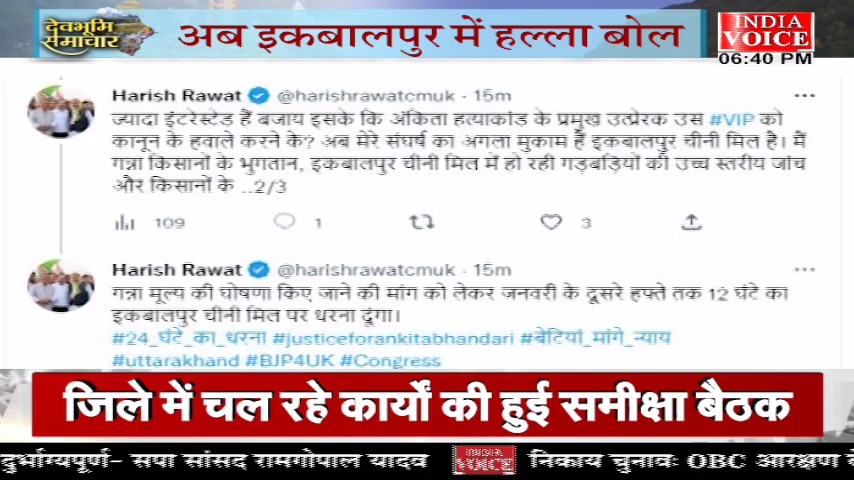 देवभूमि
समाचार
अब इकबालपुर में हल्ला बोल
INDIA
VOICE
06:40 PM
Harish Rawat @harishrawatcmuk · 15m
ज्यादा इंटरेस्टेड हैं बजाय इसके कि अंकिता हत्याकांड के प्रमुख उत्प्रेरक उस #VIP को
कानून के हवाले करने के? अब मेरे संघर्ष का अगला मुकाम हैं इकबालपुर चीनी मिल है। मैं
गन्ना किसानों के भुगतान, इकबालपुर चीनी मिल में हो रही गड़बड़ियों की उच्च स्तरीय जांच
और किसानों के ..2/3
109 1 3
Harish Rawat @harishrawatcmuk · 15m
गन्ना मूल्य की घोषणा किए जाने की मांग को लेकर जनवरी के दूसरे हफ्ते तक 12 घंटे का
इकबालपुर चीनी मिल पर धरना दूंगा।
#24_घंटे_का_धरना #justiceforankitabhandari #बेटियां_मांगे_न्याय
#uttarakhand #BJP4UK #Congress
जिले में चल रहे कार्यों की हुई समीक्षा बैठक
दुर्भाग्यपूर्ण- सपा सांसद रामगोपाल यादव INDIA VOICE निकाय चुनावः OBC आरक्षण